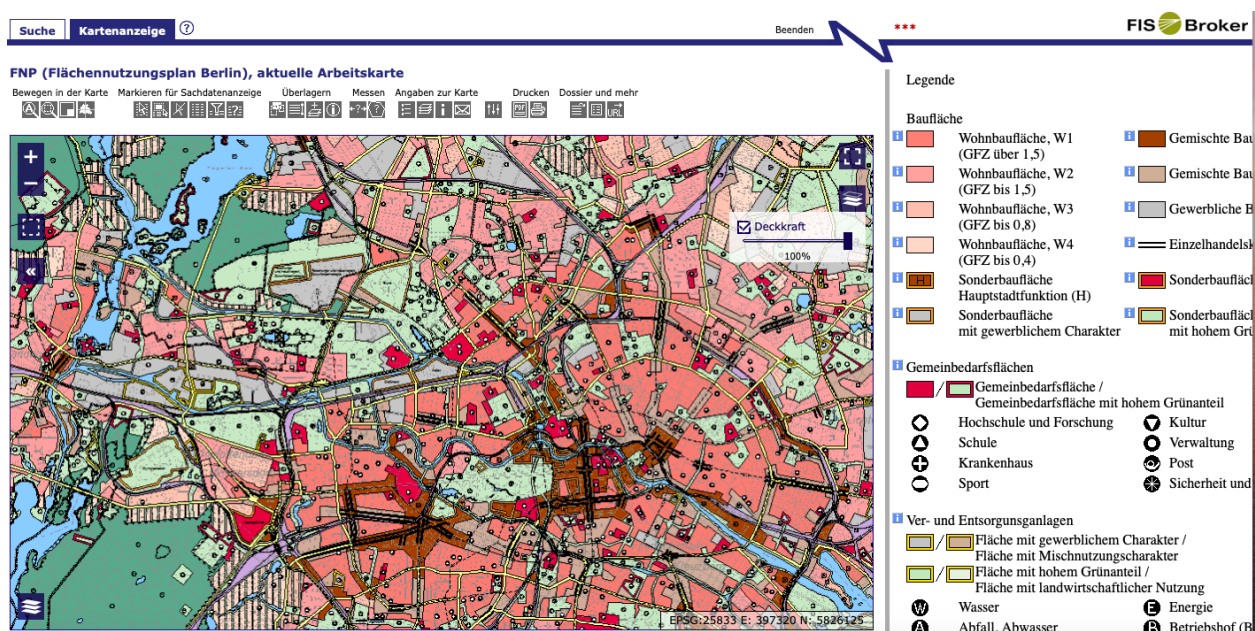 Suche Kartenanzeige ?
Beenden
***
FIS Broker
FNP (Flächennutzungsplan Berlin), aktuelle Arbeitskarte
Bewegen in der Karte Markieren für Sachdatenanzeige Überlagern Messen Angaben zur Karte Drucken Dossier und mehr
PDF URL
Deckkraft
100%
EPSG:25833 E: 397320 N: 5826125
Legende
Baufläche
Wohnbaufläche, W1 Gemischte Bau
(GFZ über 1,5)
Wohnbaufläche, W2 Gemischte Bau
(GFZ bis 1,5)
Wohnbaufläche, W3 Gewerbliche B
(GFZ bis 0,8)
Wohnbaufläche, W4 Einzelhandelsk
(GFZ bis 0,4)
H Sonderbaufläche Sonderbaufläch
Hauptstadtfunktion (H)
Sonderbaufläche Sonderbaufläch
mit gewerblichem Charakter mit hohem Grü
Gemeinbedarfsflächen
/ Gemeinbedarfsfläche /
Gemeinbedarfsfläche mit hohem Grünanteil
Hochschule und Forschung Kultur
Schule Verwaltung
Krankenhaus Post
Sport Sicherheit und
Ver- und Entsorgunsganlagen
/ Fläche mit gewerblichem Charakter /
Fläche mit Mischnutzungscharakter
/ Fläche mit hohem Grünanteil /
Fläche mit landwirtschaftlicher Nutzung
W Wasser E Energie
A Abfall, Abwasser B Betriebshof (B